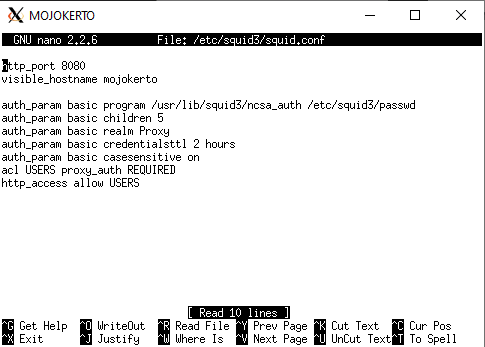 MOJOKERTO
GNU nano 2.2.6 File: /etc/squid3/squid.conf
http_port 8080
visible_hostname mojokerto
auth_param basic program /usr/lib/squid3/ncsa_auth /etc/squid3/passwd
auth_param basic children 5
auth_param basic realm Proxy
auth_param basic credentialsttl 2 hours
auth_param basic casesensitive on
acl USERS proxy_auth REQUIRED
http_access allow USERS
[ Read 10 lines ]
^G Get Help ^O WriteOut ^R Read File ^Y Prev Page ^K Cut Text ^C Cur Pos
^X Exit ^J Justify ^W Where Is ^V Next Page ^U UnCut Text ^T To Spell